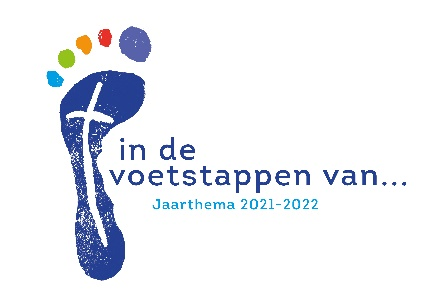 in de
voetstappen van...
Jaarthema 2021-2022